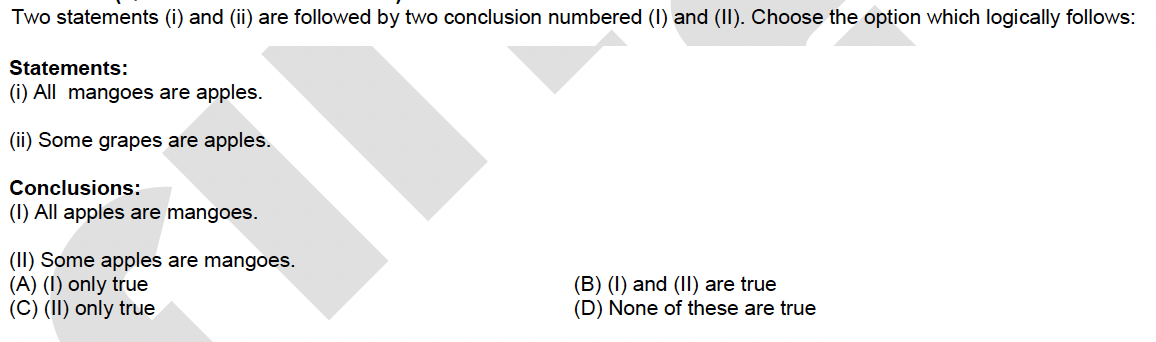 Two statements (i) and (ii) are followed by two conclusion numbered (I) and (II). Choose the option which logically follows:
Statements:
(i) All  mangoes are apples.
(ii) Some grapes are apples.
Conclusions:
(I) All apples are mangoes.
(II) Some apples are mangoes.
(A) (I) only true
(B) (I) and (II) are true
(C) (II) only true
(D) None of these are true